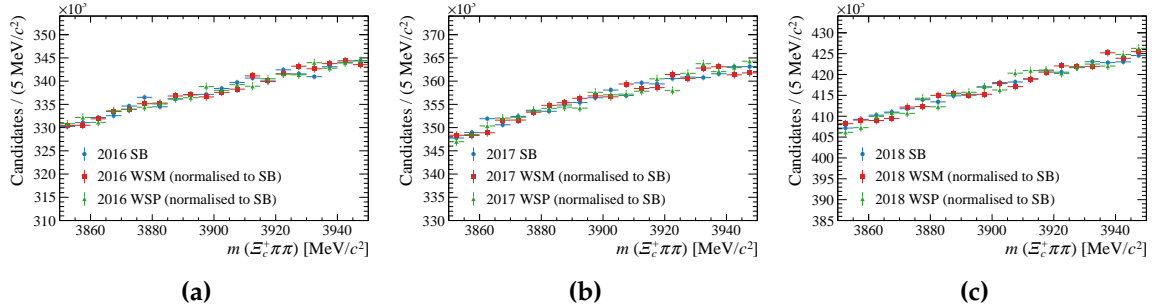 ×10³
350
345
340
335
330
325
320
315
310
Candidates / (5 MeV/c²)
2016 SB
2016 WSM (normalised to SB)
2016 WSP (normalised to SB)
3860 3880 3900 3920 3940
m (Ξc⁺ππ) [MeV/c²]
(a)
×10³
370
365
360
355
350
345
340
335
330
Candidates / (5 MeV/c²)
2017 SB
2017 WSM (normalised to SB)
2017 WSP (normalised to SB)
3860 3880 3900 3920 3940
m (Ξc⁺ππ) [MeV/c²]
(b)
×10³
430
425
420
415
410
405
400
395
390
385
Candidates / (5 MeV/c²)
2018 SB
2018 WSM (normalised to SB)
2018 WSP (normalised to SB)
3860 3880 3900 3920 3940
m (Ξc⁺ππ) [MeV/c²]
(c)